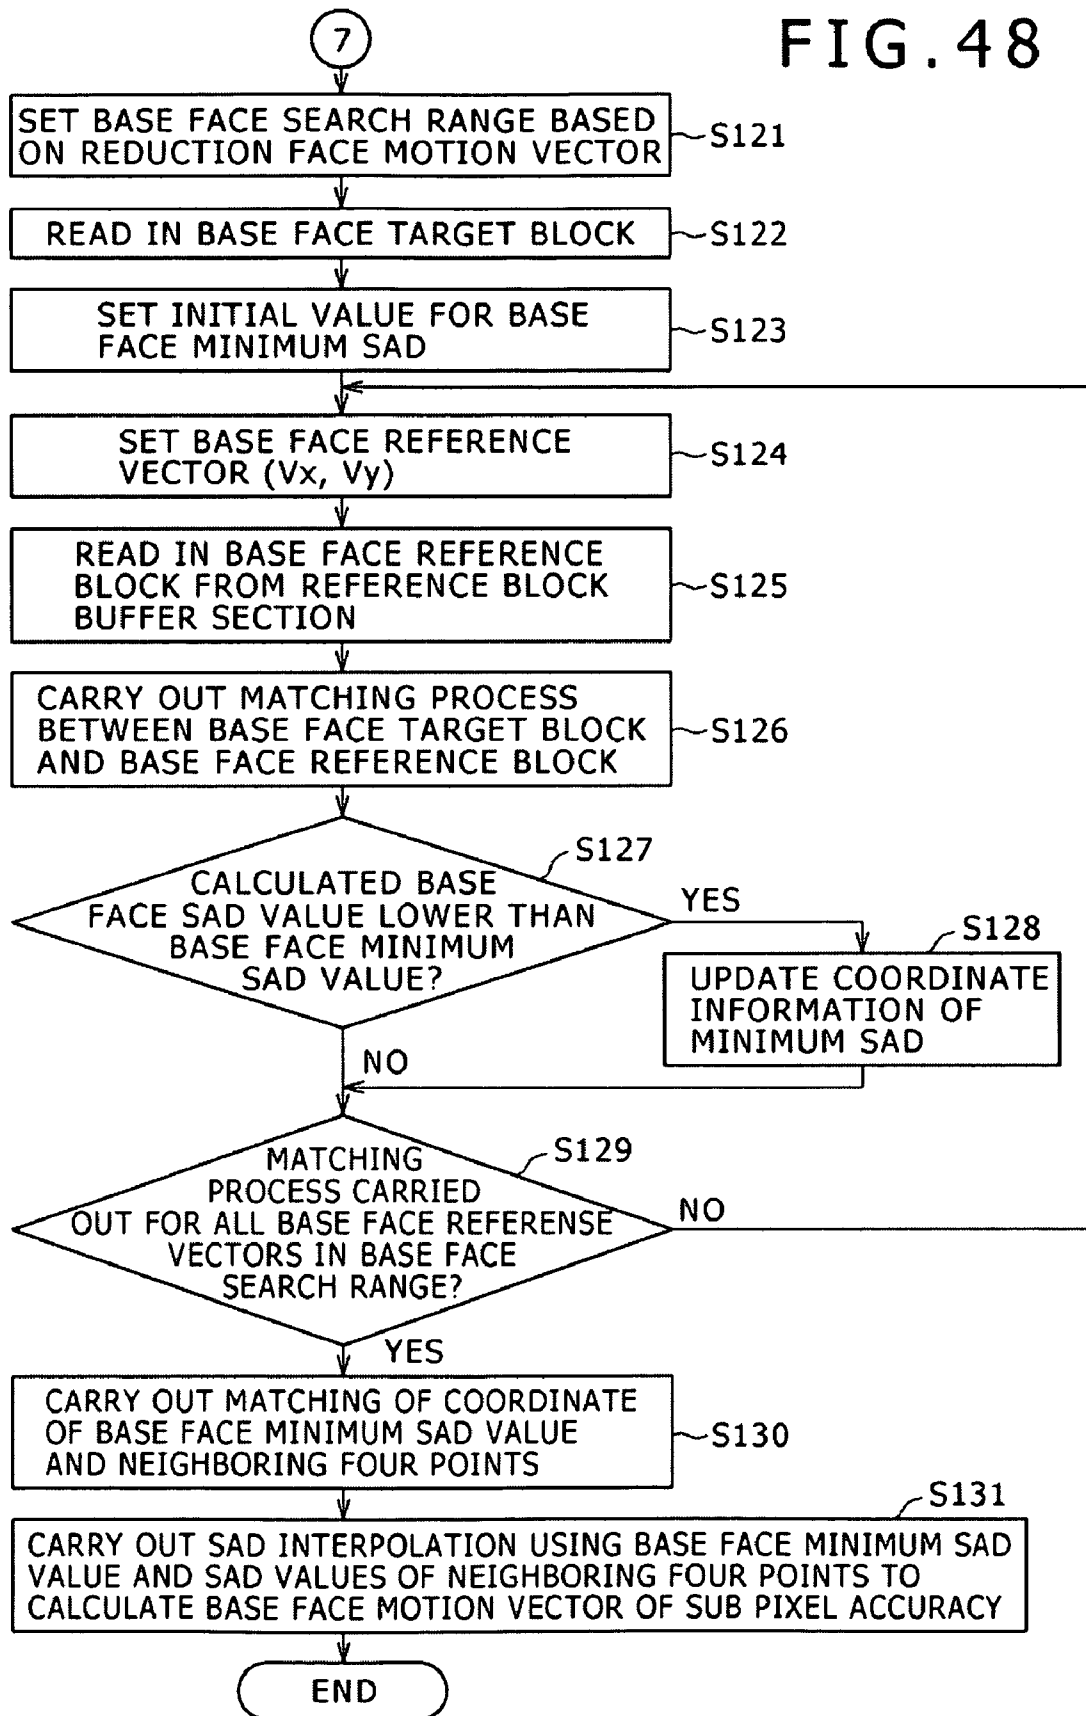 FIG.48
7
SET BASE FACE SEARCH RANGE BASED
ON REDUCTION FACE MOTION VECTOR
S121
READ IN BASE FACE TARGET BLOCK
S122
SET INITIAL VALUE FOR BASE
FACE MINIMUM SAD
S123
SET BASE FACE REFERENCE
VECTOR (Vx, Vy)
S124
READ IN BASE FACE REFERENCE
BLOCK FROM REFERENCE BLOCK
BUFFER SECTION
S125
CARRY OUT MATCHING PROCESS
BETWEEN BASE FACE TARGET BLOCK
AND BASE FACE REFERENCE BLOCK
S126
S127
CALCULATED BASE
FACE SAD VALUE LOWER THAN
BASE FACE MINIMUM
SAD VALUE?
YES
S128
UPDATE COORDINATE
INFORMATION OF
MINIMUM SAD
NO
S129
MATCHING
PROCESS CARRIED
OUT FOR ALL BASE FACE REFERENSE
VECTORS IN BASE FACE
SEARCH RANGE?
NO
YES
CARRY OUT MATCHING OF COORDINATE
OF BASE FACE MINIMUM SAD VALUE
AND NEIGHBORING FOUR POINTS
S130
S131
CARRY OUT SAD INTERPOLATION USING BASE FACE MINIMUM SAD
VALUE AND SAD VALUES OF NEIGHBORING FOUR POINTS TO
CALCULATE BASE FACE MOTION VECTOR OF SUB PIXEL ACCURACY
END